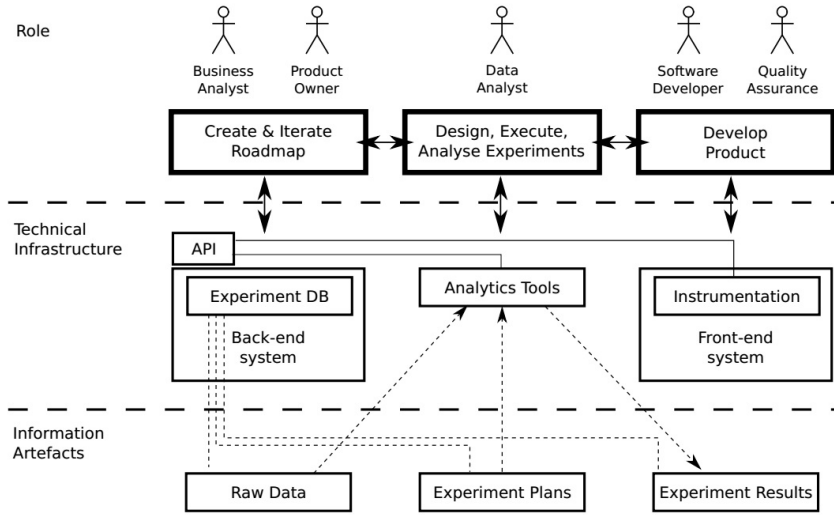 Role
Business
Analyst
Product
Owner
Data
Analyst
Software
Developer
Quality
Assurance
Create & Iterate
Roadmap
Design, Execute,
Analyse Experiments
Develop
Product
Technical
Infrastructure
API
Experiment DB
Back-end
system
Analytics Tools
Instrumentation
Front-end
system
Information
Artefacts
Raw Data
Experiment Plans
Experiment Results